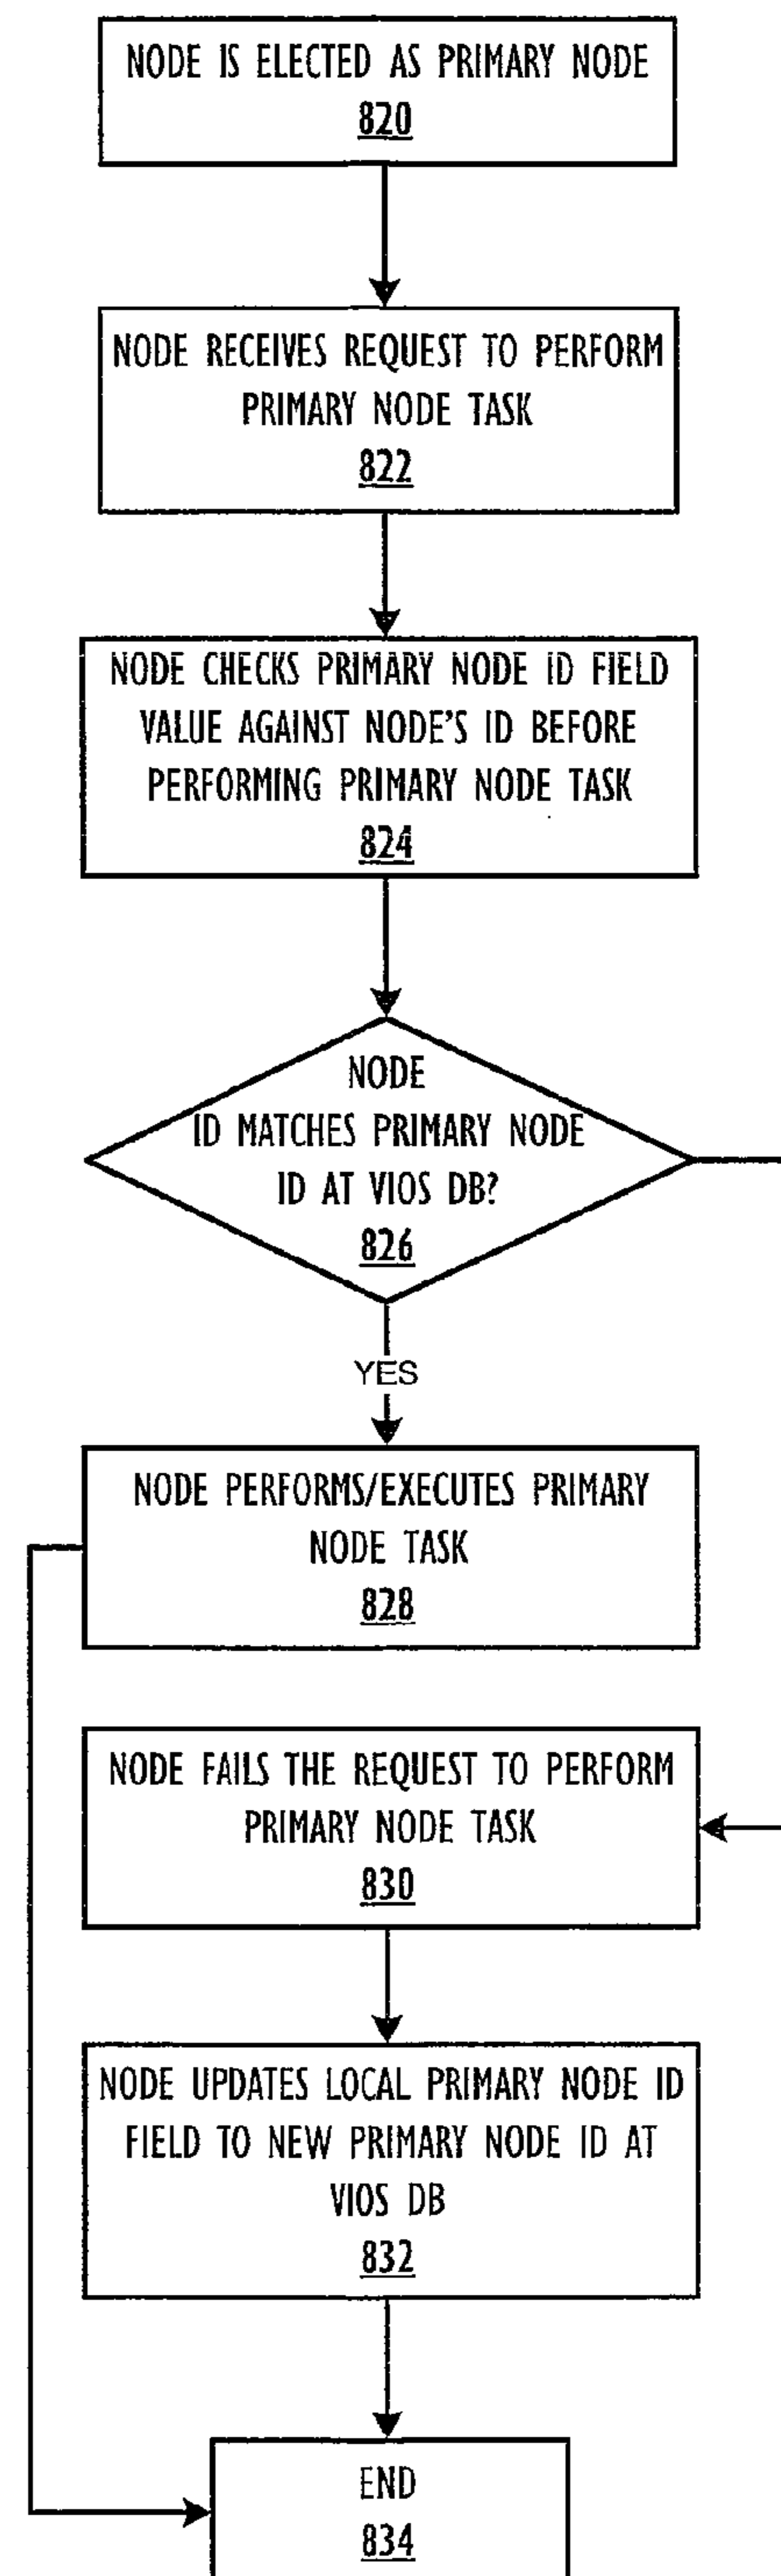 NODE IS ELECTED AS PRIMARY NODE
820
NODE RECEIVES REQUEST TO PERFORM
PRIMARY NODE TASK
822
NODE CHECKS PRIMARY NODE ID FIELD
VALUE AGAINST NODE'S ID BEFORE
PERFORMING PRIMARY NODE TASK
824
NODE
ID MATCHES PRIMARY NODE
ID AT VIOS DB?
826
YES
NODE PERFORMS/EXECUTES PRIMARY
NODE TASK
828
NODE FAILS THE REQUEST TO PERFORM
PRIMARY NODE TASK
830
NODE UPDATES LOCAL PRIMARY NODE ID
FIELD TO NEW PRIMARY NODE ID AT
VIOS DB
832
END
834